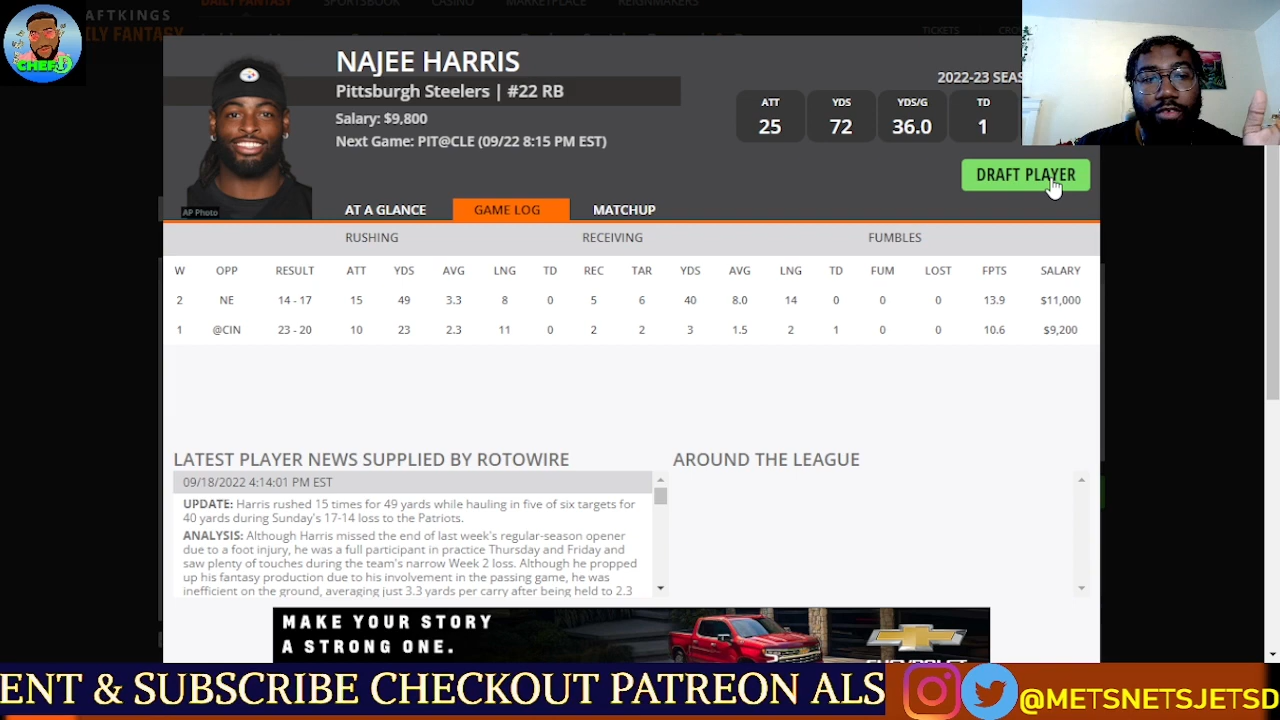 AFTKINGS
DAILY FANTASY SPORTSBOOK CASINO MARKETPLACE REIGNMAKERS
ILY FANTASY
TICKETS
CHEF
NAJEE HARRIS
Pittsburgh Steelers | #22 RB
Salary: $9,800
Next Game: PIT@CLE (09/22 8:15 PM EST)
2022-23 SEAS
ATT YDS YDS/G TD
25 72 36.0 1
DRAFT PLAYER
AP Photo
AT A GLANCE GAME LOG MATCHUP
RUSHING RECEIVING FUMBLES
W OPP RESULT ATT YDS AVG LNG TD REC TAR YDS AVG LNG TD FUM LOST FPTS SALARY
2 NE 14 - 17 15 49 3.3 8 0 5 6 40 8.0 14 0 0 0 13.9 $11,000
1 @CIN 23 - 20 10 23 2.3 11 0 2 2 3 1.5 2 1 0 0 10.6 $9,200
LATEST PLAYER NEWS SUPPLIED BY ROTOWIRE
AROUND THE LEAGUE
09/18/2022 4:14:01 PM EST
UPDATE: Harris rushed 15 times for 49 yards while hauling in five of six targets for
40 yards during Sunday's 17-14 loss to the Patriots.
ANALYSIS: Although Harris missed the end of last week's regular-season opener
due to a foot injury, he was a full participant in practice Thursday and Friday and
saw plenty of touches during the team's narrow Week 2 loss. Although he propped
up his fantasy production due to his involvement in the passing game, he was
inefficient on the ground, averaging just 3.3 yards per carry after being held to 2.3
MAKE YOUR STORY
A STRONG ONE.
CHEVROLET
ENT & SUBSCRIBE CHECKOUT PATREON ALS
@METSNETSJETSD